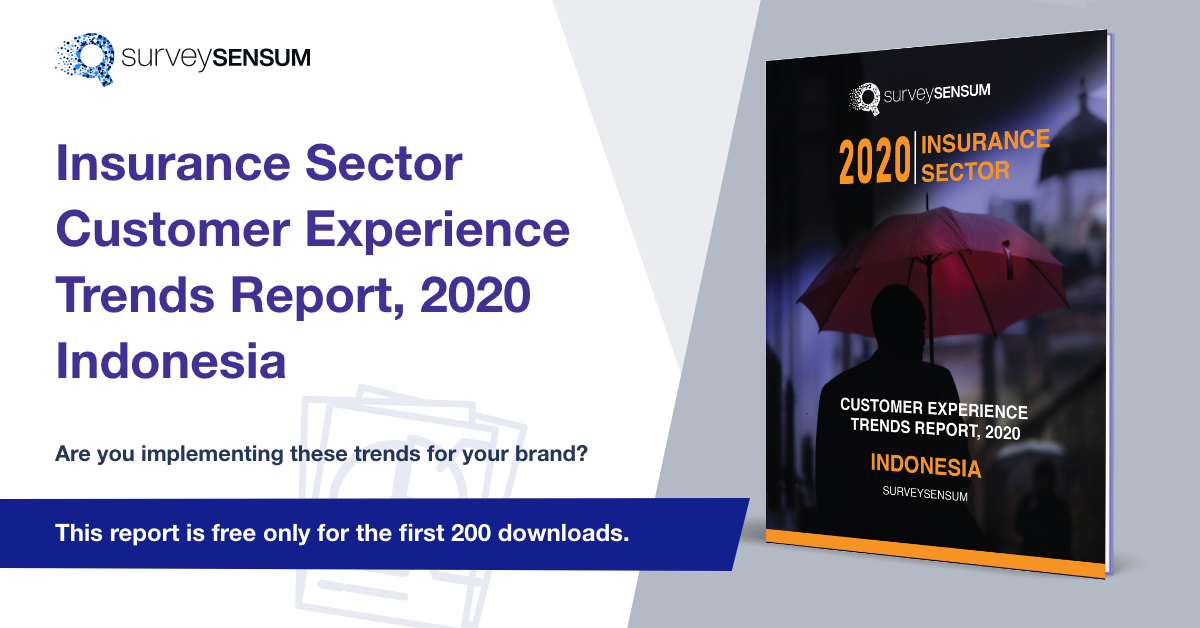 surveySENSUM
Insurance Sector
Customer Experience
Trends Report, 2020
Indonesia
Are you implementing these trends for your brand?
This report is free only for the first 200 downloads.
surveySENSUM
2020 INSURANCE
SECTOR
CUSTOMER EXPERIENCE
TRENDS REPORT, 2020
INDONESIA
SURVEYSENSUM